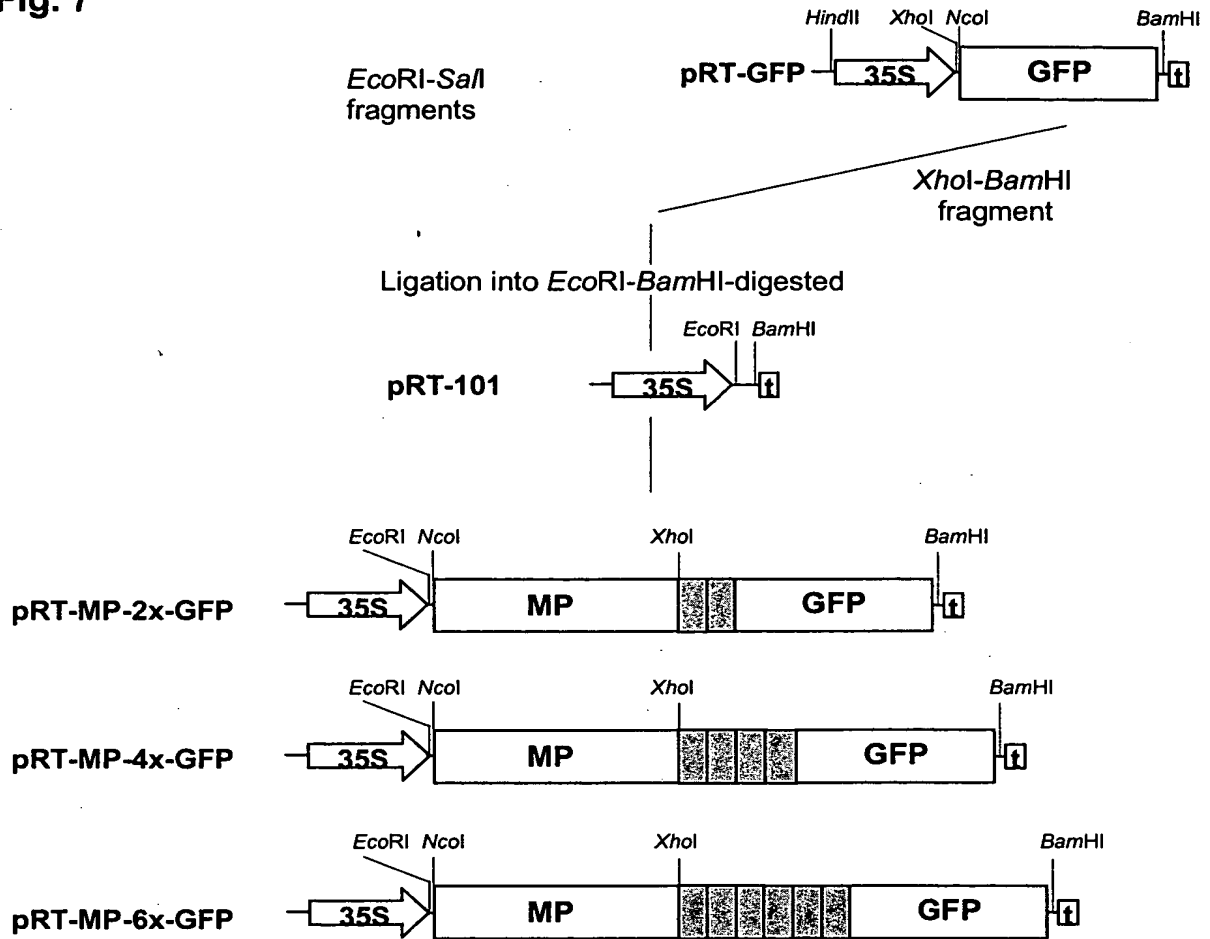 Fig. 7
HindII XhoI NcoI BamHI
EcoRI-SalI
fragments
pRT-GFP 35S GFP t
XhoI-BamHI
fragment
Ligation into EcoRI-BamHI-digested
EcoRI BamHI
pRT-101 35S t
EcoRI NcoI XhoI BamHI
pRT-MP-2x-GFP 35S MP GFP t
EcoRI NcoI XhoI BamHI
pRT-MP-4x-GFP 35S MP GFP t
EcoRI NcoI XhoI BamHI
pRT-MP-6x-GFP 35S MP GFP t